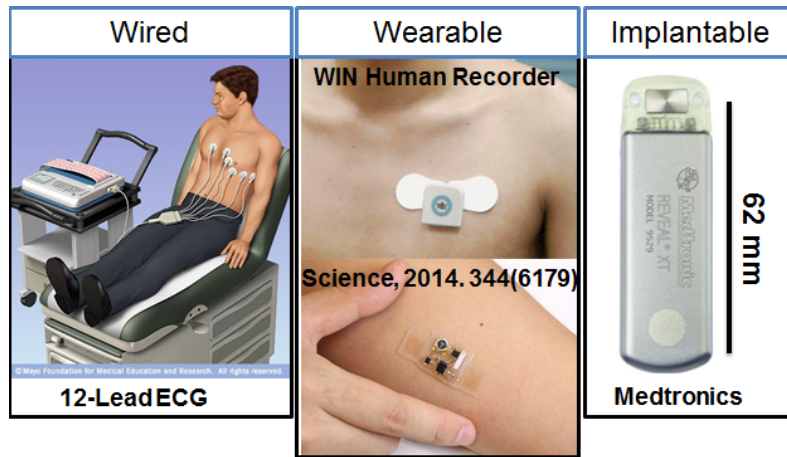 Wired
Wearable
Implantable
©Mayo Foundation for Medical Education and Research. All rights reserved.
12-Lead ECG
WIN Human Recorder
Science, 2014. 344(6179)
Medtronic
REVEAL® XT
MODEL 9529
62 mm
Medtronics